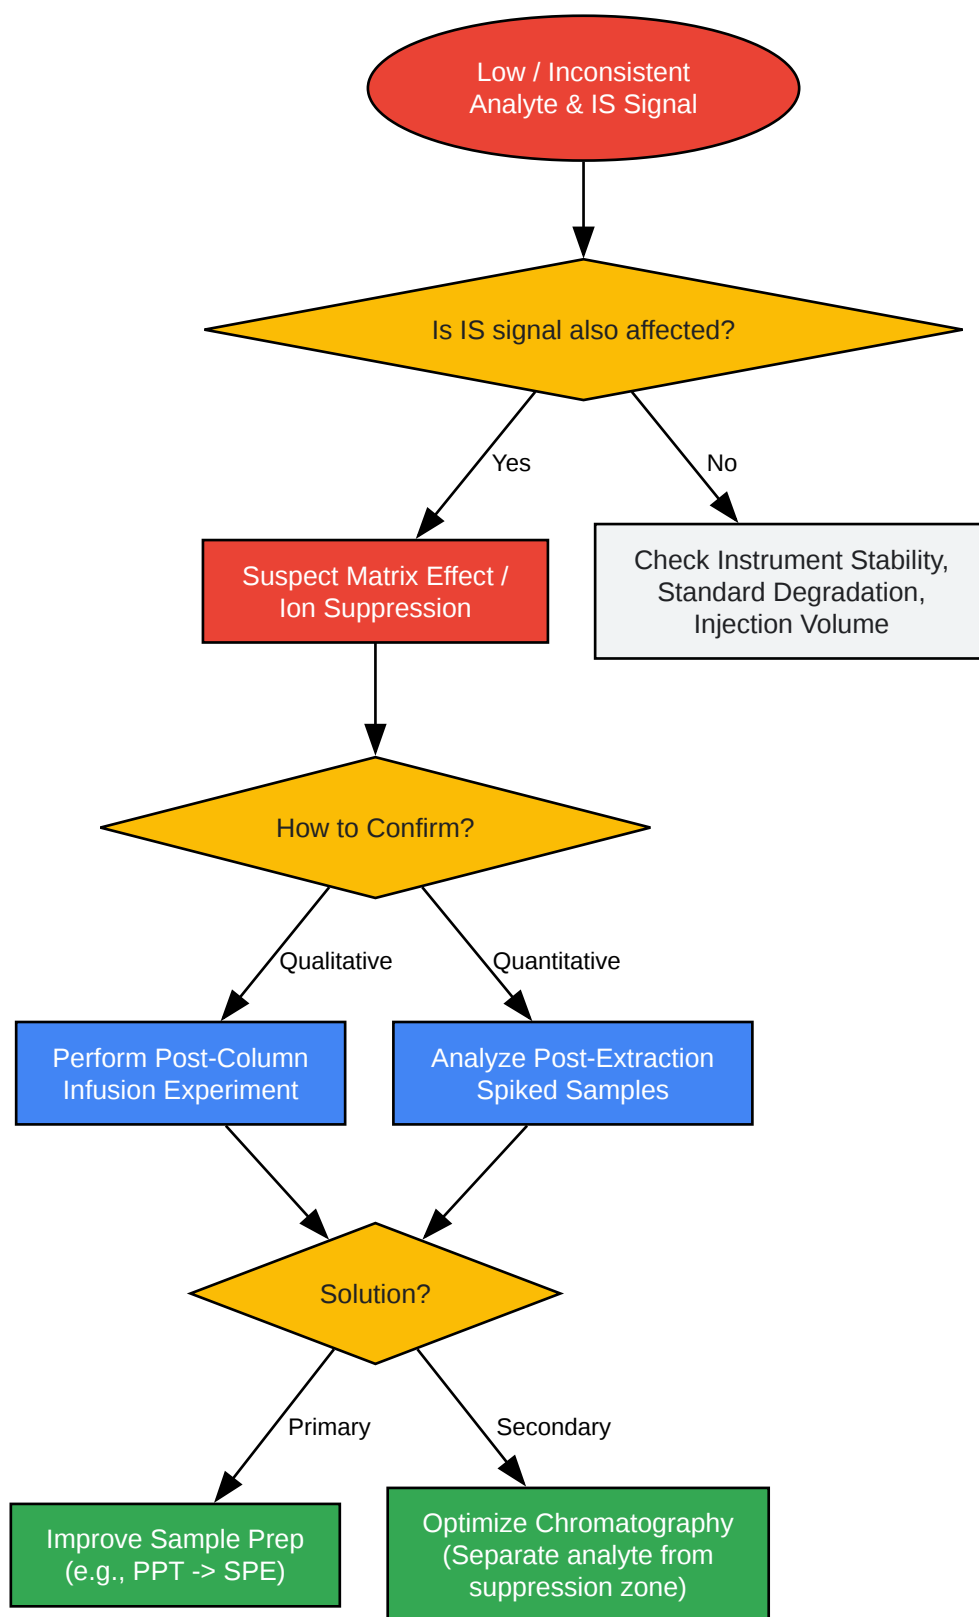 Low / Inconsistent
Analyte & IS Signal
Is IS signal also affected?
Yes
No
Suspect Matrix Effect /
Ion Suppression
Check Instrument Stability,
Standard Degradation,
Injection Volume
How to Confirm?
Qualitative
Quantitative
Perform Post-Column
Infusion Experiment
Analyze Post-Extraction
Spiked Samples
Solution?
Primary
Secondary
Improve Sample Prep
(e.g., PPT -> SPE)
Optimize Chromatography
(Separate analyte from
suppression zone)